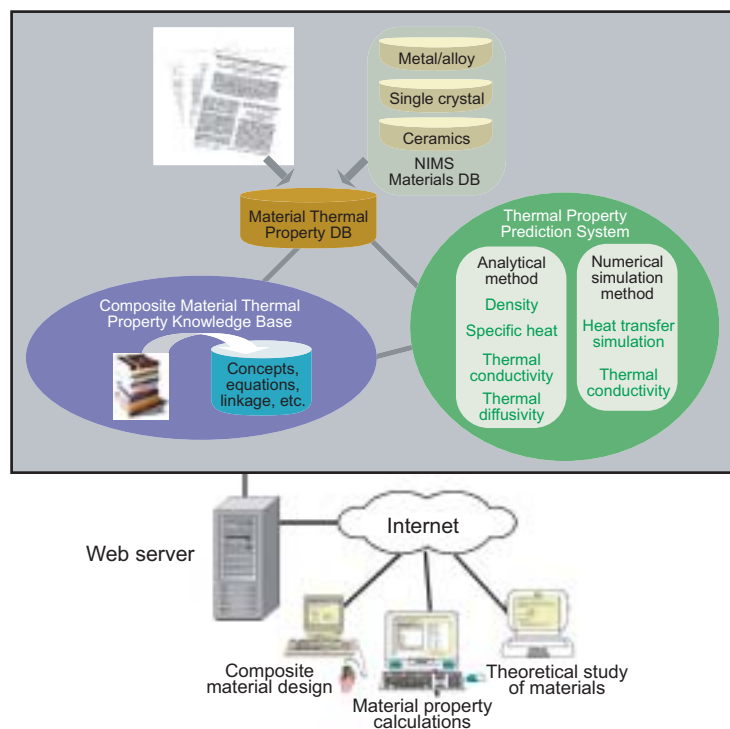 Metal/alloy
Single crystal
Ceramics
NIMS
Materials DB
Material Thermal
Property DB
Thermal Property
Prediction System
Analytical
method
Density
Specific heat
Thermal
conductivity
Thermal
diffusivity
Numerical
simulation
method
Heat transfer
simulation
Thermal
conductivity
Composite Material Thermal
Property Knowledge Base
Concepts,
equations,
linkage, etc.
Web server
Internet
Composite
material design
Material property
calculations
Theoretical study
of materials